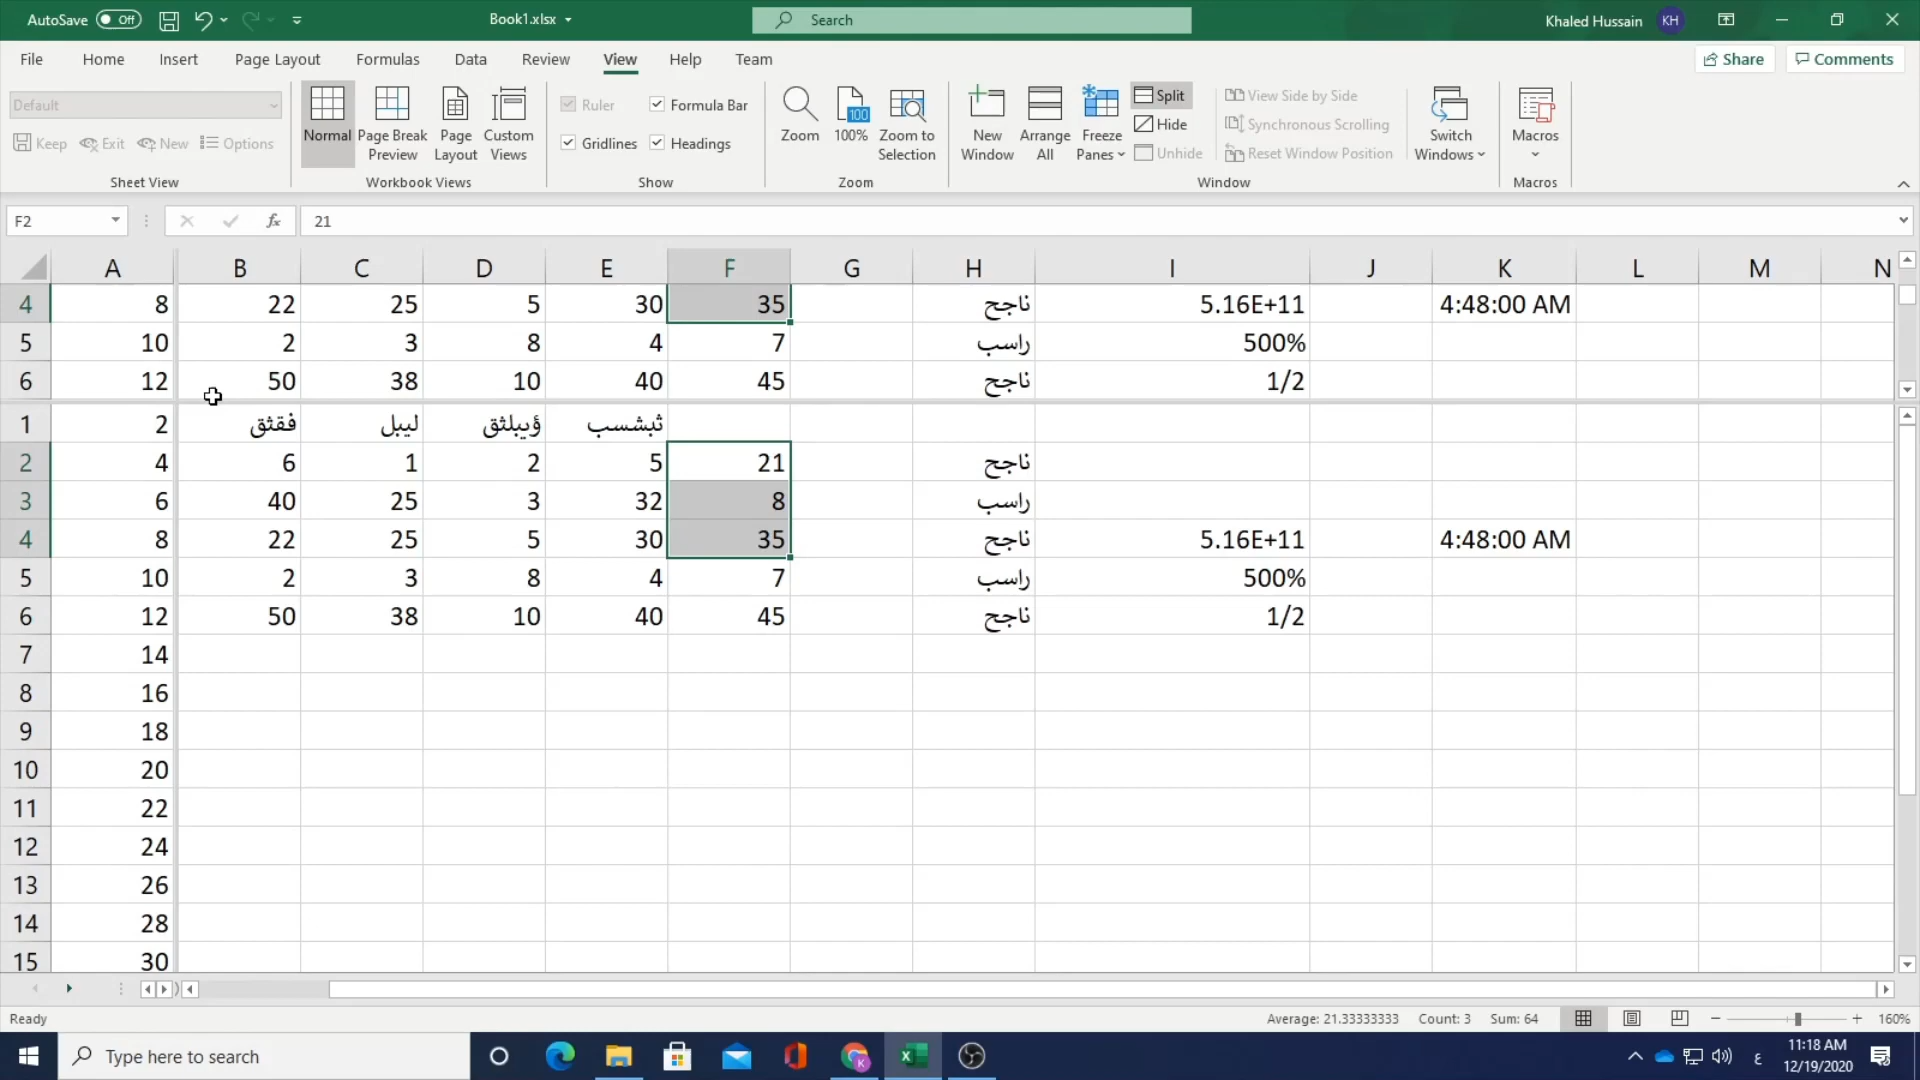 AutoSave Off Book1.xlsx Search Khaled Hussain KH
File Home Insert Page Layout Formulas Data Review View Help Team Share Comments
Default
Keep Exit New Options
Sheet View
Normal Page Break Preview Page Layout Custom Views
Workbook Views
Ruler Formula Bar
Gridlines Headings
Show
Zoom 100% Zoom to Selection
Zoom
New Window Arrange All Freeze Panes
Split
Hide
Unhide
View Side by Side
Synchronous Scrolling
Reset Window Position
Switch Windows
Window
Macros
Macros
F2 fx 21
A B C D E F G H I J K L M N
4 8 22 25 5 30 35 ناجح 5.16E+11 4:48:00 AM
5 10 2 3 8 4 7 راسب 500%
6 12 50 38 10 40 45 ناجح 1/2
1 2 فقثق ليبل ؤيبلثق ثبشسب
2 4 6 1 2 5 21 ناجح
3 6 40 25 3 32 8 راسب
4 8 22 25 5 30 35 ناجح 5.16E+11 4:48:00 AM
5 10 2 3 8 4 7 راسب 500%
6 12 50 38 10 40 45 ناجح 1/2
7 14
8 16
9 18
10 20
11 22
12 24
13 26
14 28
15 30
Ready Average: 21.33333333 Count: 3 Sum: 64 160%
Type here to search ع 11:18 AM
12/19/2020